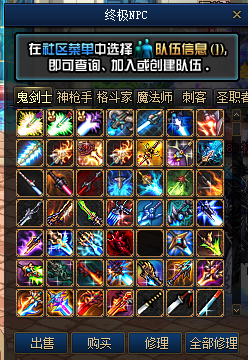 终极NPC
在社区菜单中选择 队伍信息(I),
即可查询、加入或创建队伍.
鬼剑士 神枪手 格斗家 魔法师 刺客 圣职者
出售 购买 修理 全部修理